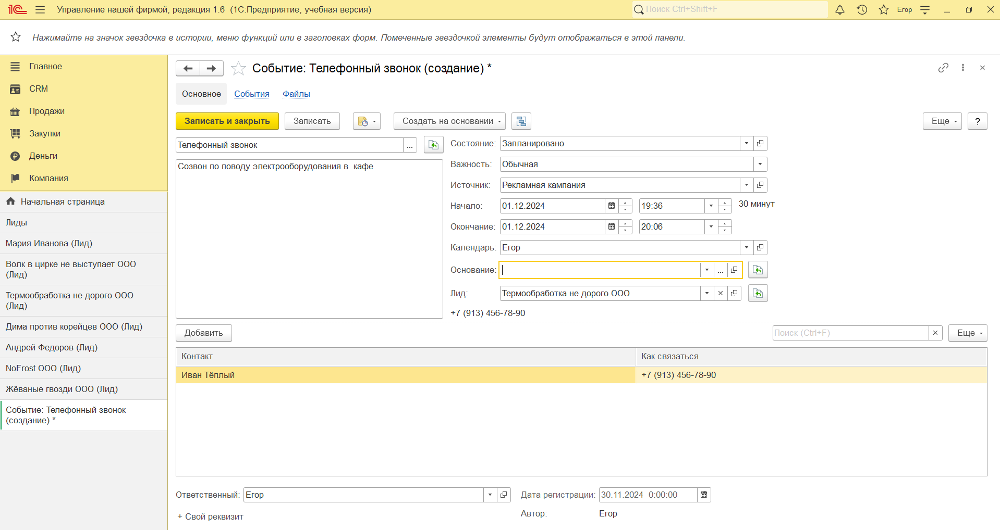 1С Управление нашей фирмой, редакция 1.6 (1С:Предприятие, учебная версия) Поиск Ctrl+Shift+F Егор
Нажимайте на значок звездочка в истории, меню функций или в заголовках форм. Помеченные звездочкой элементы будут отображаться в этой панели.
Главное
CRM
Продажи
Закупки
Деньги
Компания
Начальная страница
Лиды
Мария Иванова (Лид)
Волк в цирке не выступает ООО
(Лид)
Термообработка не дорого ООО
(Лид)
Дима против корейцев ООО (Лид)
Андрей Федоров (Лид)
NoFrost ООО (Лид)
Жёваные гвозди ООО (Лид)
Событие: Телефонный звонок
(создание) *
Событие: Телефонный звонок (создание) *
Основное События Файлы
Записать и закрыть Записать Создать на основании Еще ?
Телефонный звонок ...
Созвон по поводу электрооборудования в  кафе
Состояние: Запланировано
Важность: Обычная
Источник: Рекламная кампания
Начало: 01.12.2024 19:36 30 минут
Окончание: 01.12.2024 20:06
Календарь: Егор
Основание: ...
Лид: Термообработка не дорого ООО
+7 (913) 456-78-90
Добавить Поиск (Ctrl+F) Еще
Контакт Как связаться
Иван Тёплый +7 (913) 456-78-90
Ответственный: Егор Дата регистрации: 30.11.2024  0:00:00
+ Свой реквизит Автор: Егор